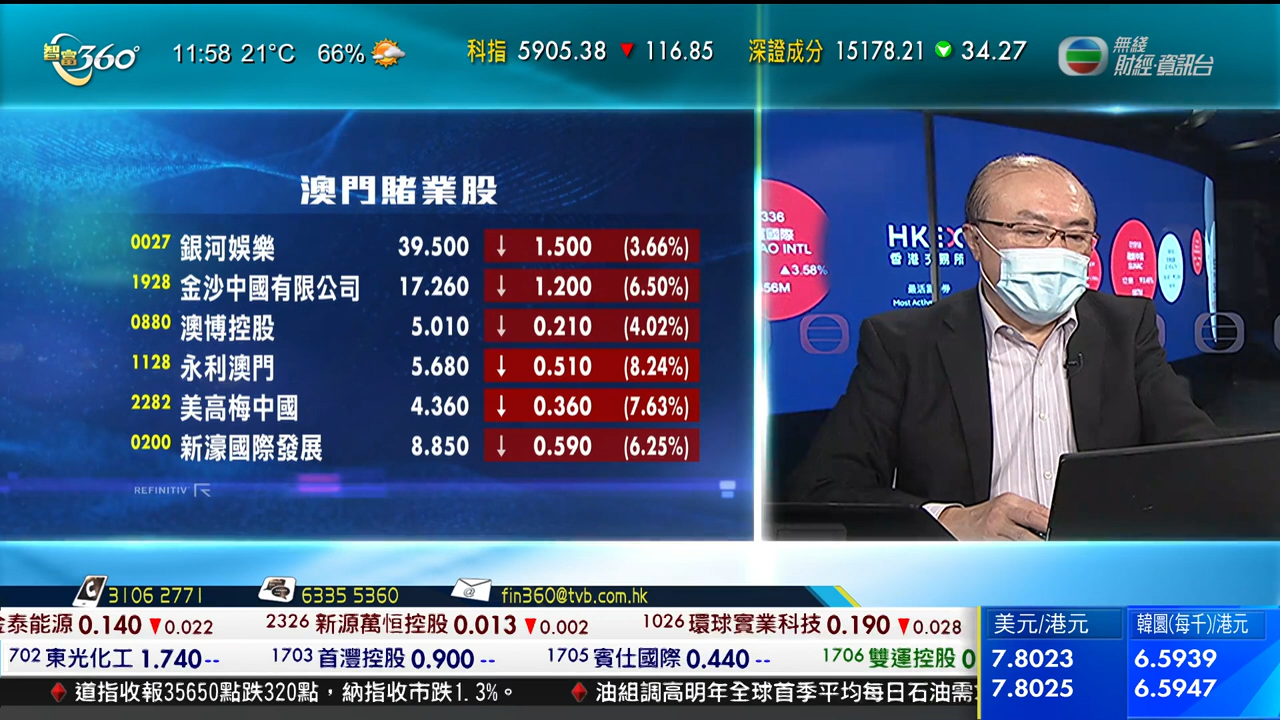 智富360°
11:58 21°C 66%
科指 5905.38 ▼ 116.85
深證成分 15178.21 34.27
無綫
財經·資訊台
澳門賭業股
0027 銀河娛樂 39.500 ↓ 1.500 (3.66%)
1928 金沙中國有限公司 17.260 ↓ 1.200 (6.50%)
0880 澳博控股 5.010 ↓ 0.210 (4.02%)
1128 永利澳門 5.680 ↓ 0.510 (8.24%)
2282 美高梅中國 4.360 ↓ 0.360 (7.63%)
0200 新濠國際發展 8.850 ↓ 0.590 (6.25%)
REFINITIV
336
國際
AO INTL
▲3.58%
56M
HKEX
香港交易所
Most Active
3106 2771
6335 5360
fin360@tvb.com.hk
金泰能源 0.140 ▼0.022 2326 新源萬恒控股 0.013 ▼0.002 1026 環球實業科技 0.190 ▼0.028
702 東光化工 1.740-- 1703 首灃控股 0.900 -- 1705 賓仕國際 0.440 -- 1706 雙運控股 0
道指收報35650點跌320點，納指收市跌1.3%。 油組調高明年全球首季平均每日石油需
美元/港元
7.8023
7.8025
韓圜(每千)/港元
6.5939
6.5947